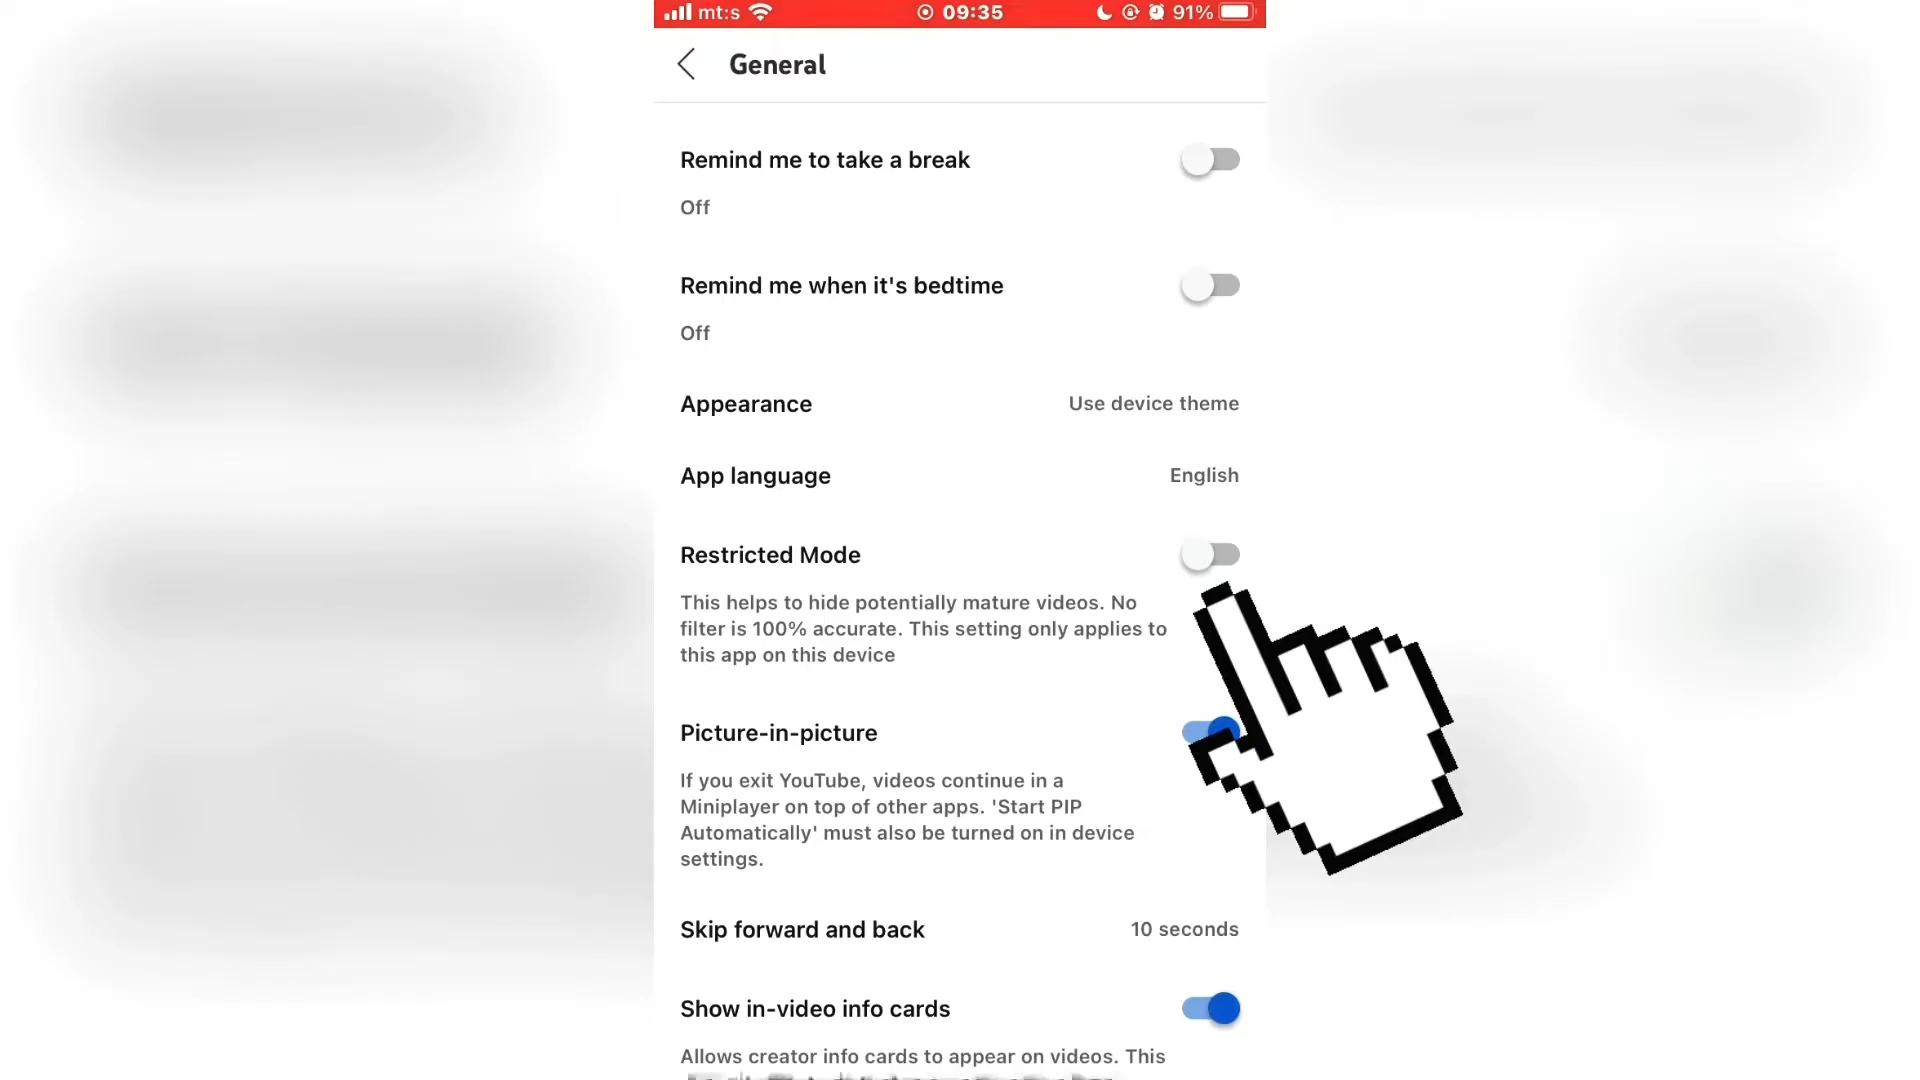 mt:s 09:35 91%
General
Remind me to take a break
Off
Remind me when it's bedtime
Off
Appearance Use device theme
App language English
Restricted Mode
This helps to hide potentially mature videos. No
filter is 100% accurate. This setting only applies to
this app on this device
Picture-in-picture
If you exit YouTube, videos continue in a
Miniplayer on top of other apps. 'Start PIP
Automatically' must also be turned on in device
settings.
Skip forward and back 10 seconds
Show in-video info cards
Allows creator info cards to appear on videos. This